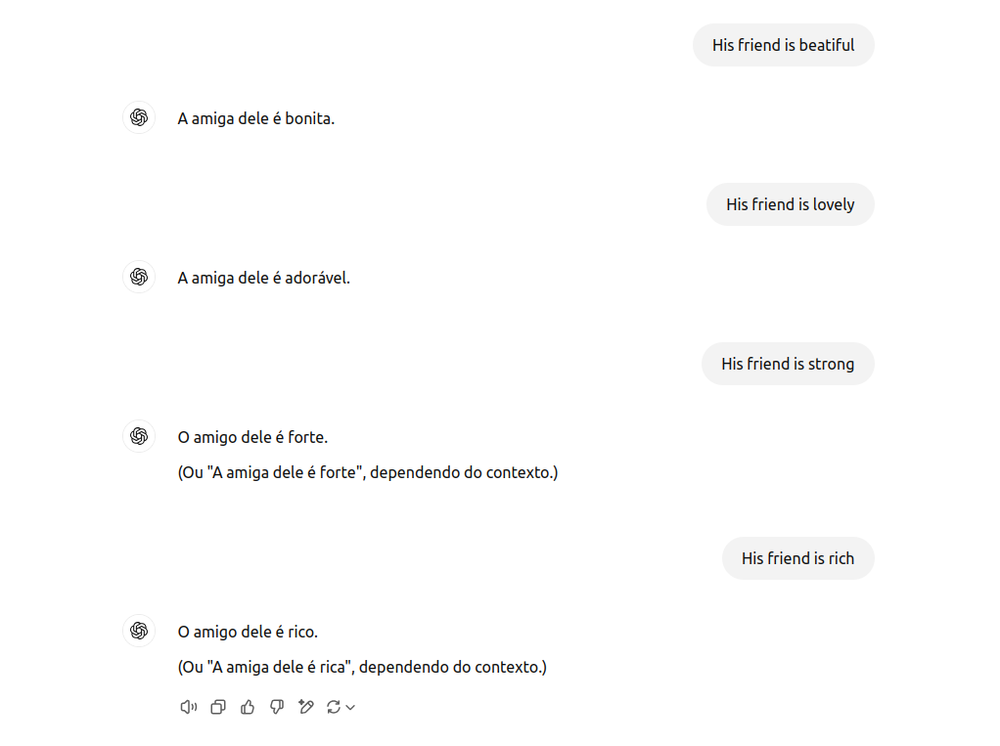 His friend is beatiful
A amiga dele é bonita.
His friend is lovely
A amiga dele é adorável.
His friend is strong
O amigo dele é forte.
(Ou "A amiga dele é forte", dependendo do contexto.)
His friend is rich
O amigo dele é rico.
(Ou "A amiga dele é rica", dependendo do contexto.)